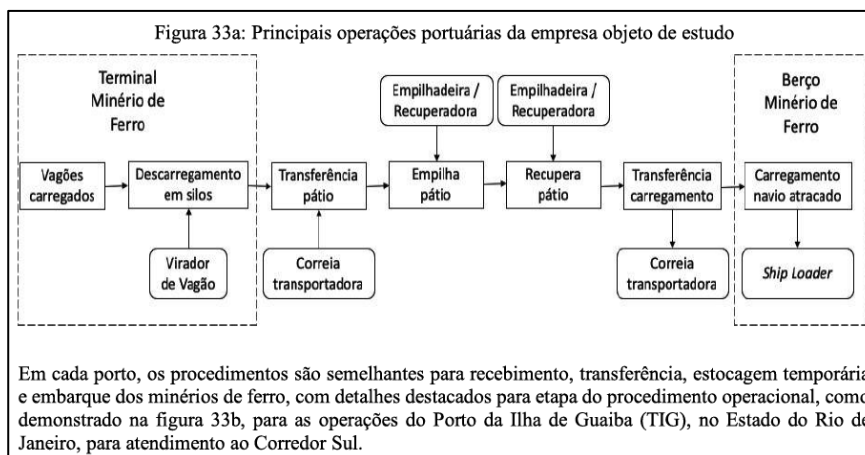 Figura 33a: Principais operações portuárias da empresa objeto de estudo
Terminal
Minério de
Ferro
Empilhadeira /
Recuperadora
Empilhadeira /
Recuperadora
Berço
Minério de
Ferro
Vagões
carregados
Descarregamento
em silos
Transferência
pátio
Empilha
pátio
Recupera
pátio
Transferência
carregamento
Carregamento
navio atracado
Virador
de Vagão
Correia
transportadora
Correia
transportadora
Ship Loader
Em cada porto, os procedimentos são semelhantes para recebimento, transferência, estocagem temporária
e embarque dos minérios de ferro, com detalhes destacados para etapa do procedimento operacional, como
demonstrado na figura 33b, para as operações do Porto da Ilha de Guaiba (TIG), no Estado do Rio de
Janeiro, para atendimento ao Corredor Sul.